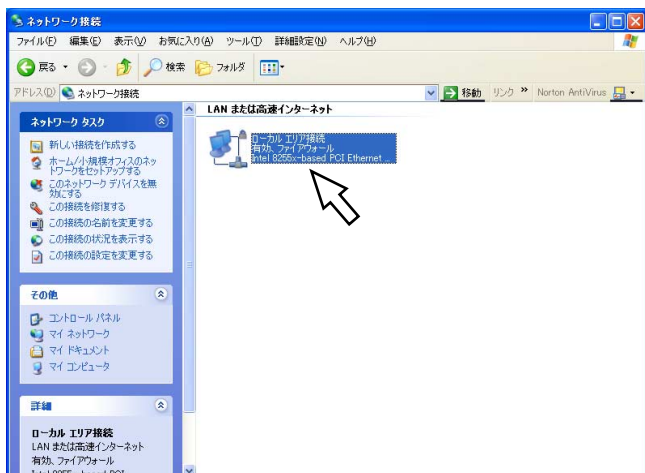 ネットワーク接続
ファイル(F) 編集(E) 表示(V) お気に入り(A) ツール(T) 詳細設定(N) ヘルプ(H)
戻る 検索 フォルダ
アドレス(D) ネットワーク接続 移動 リンク » Norton AntiVirus
ネットワーク タスク
新しい接続を作成する
ホーム/小規模オフィスのネッ
トワークをセットアップする
このネットワーク デバイスを無
効にする
この接続を修復する
この接続の名前を変更する
この接続の状況を表示する
この接続の設定を変更する
その他
コントロール パネル
マイ ネットワーク
マイ ドキュメント
マイ コンピュータ
詳細
ローカル エリア接続
LAN または高速インターネット
有効、ファイアウォール
LAN または高速インターネット
ローカル エリア接続
有効、ファイアウォール
Intel 8255x-based PCI Ethernet ...